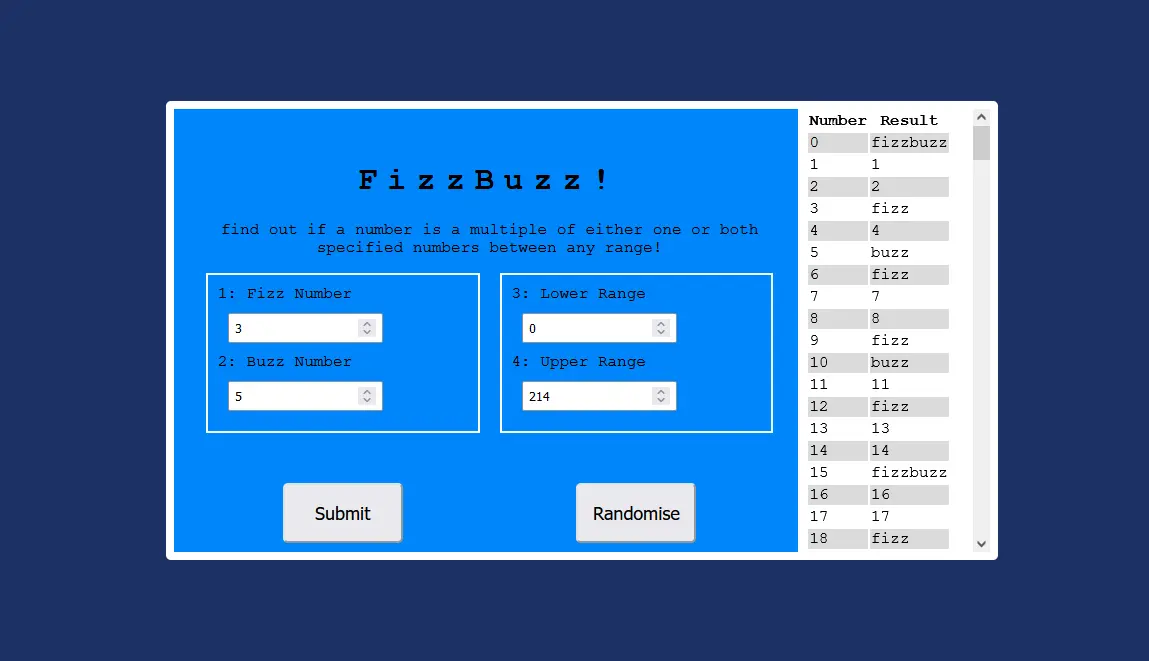 FizzBuzz!
find out if a number is a multiple of either one or both
specified numbers between any range!
1: Fizz Number
3
2: Buzz Number
5
3: Lower Range
0
4: Upper Range
214
Submit
Randomise
Number Result
0 fizzbuzz
1 1
2 2
3 fizz
4 4
5 buzz
6 fizz
7 7
8 8
9 fizz
10 buzz
11 11
12 fizz
13 13
14 14
15 fizzbuzz
16 16
17 17
18 fizz